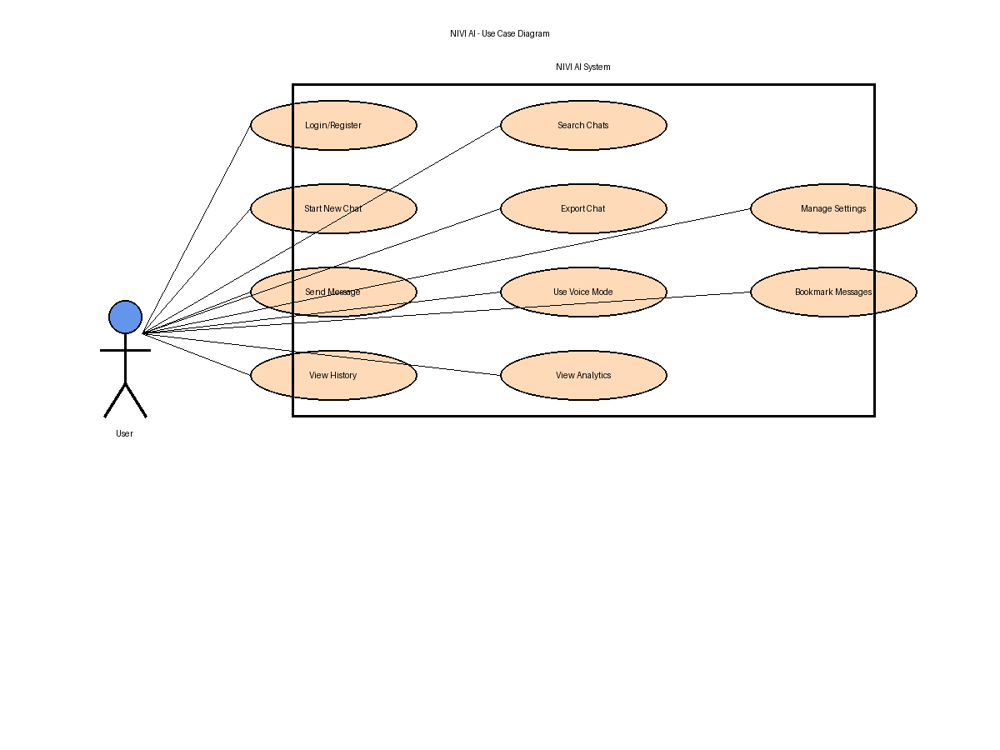 NIVI AI - Use Case Diagram
NIVI AI System
Login/Register
Search Chats
Start New Chat
Export Chat
Manage Settings
Send Message
Use Voice Mode
Bookmark Messages
View History
View Analytics
User